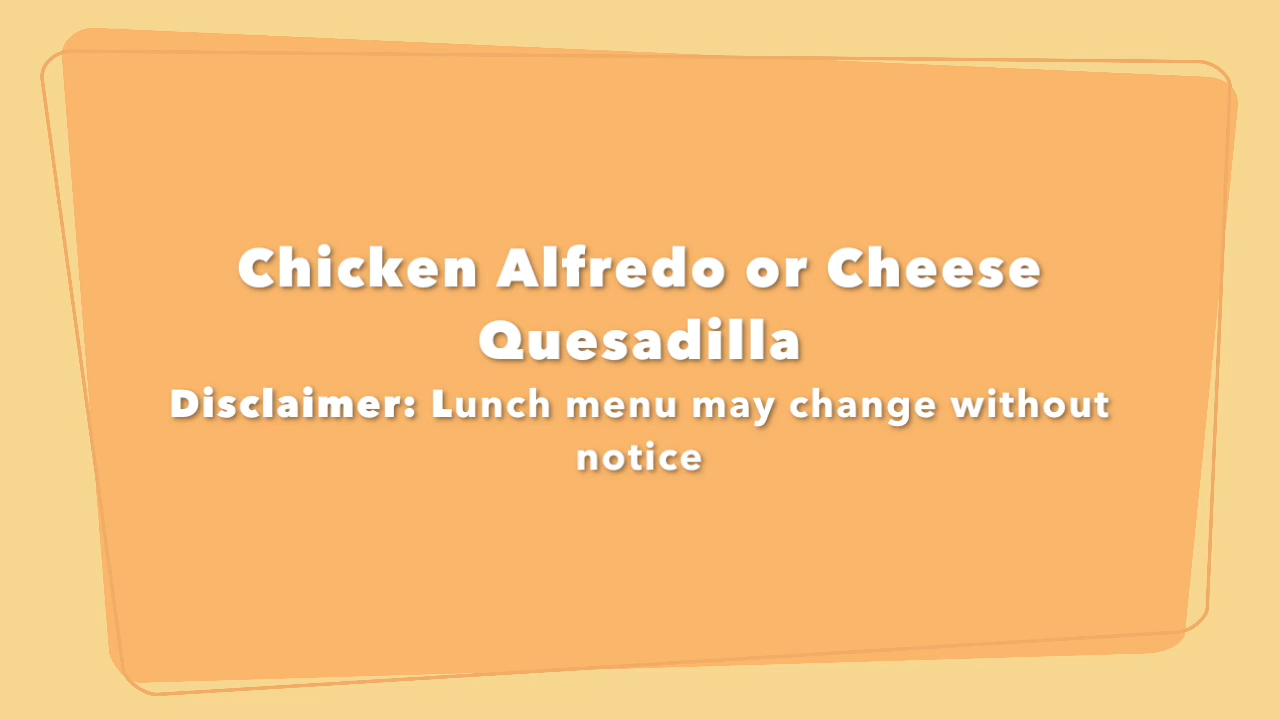 Chicken Alfredo or Cheese
Quesadilla
Disclaimer: Lunch menu may change without
notice